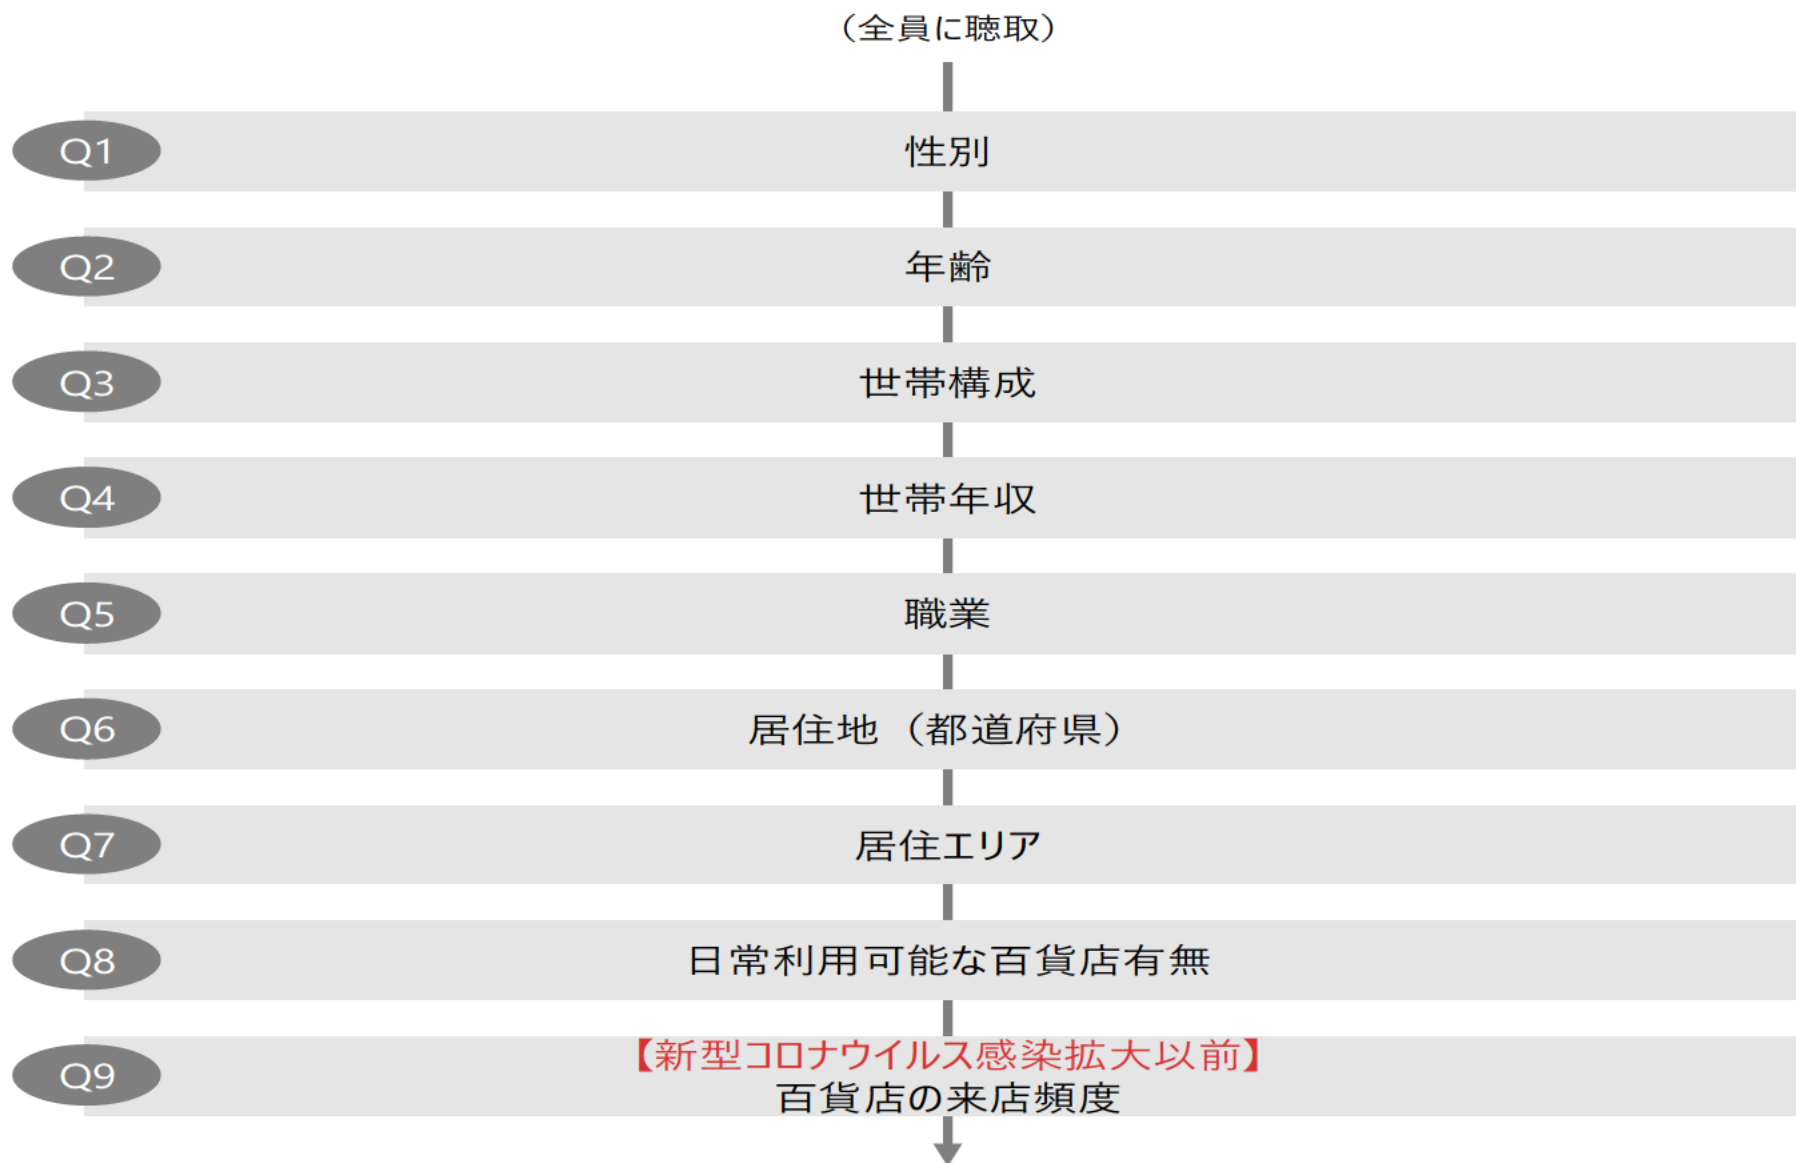 （全員に聴取）
Q1 性別
Q2 年齢
Q3 世帯構成
Q4 世帯年収
Q5 職業
Q6 居住地（都道府県）
Q7 居住エリア
Q8 日常利用可能な百貨店有無
Q9 【新型コロナウイルス感染拡大以前】
百貨店の来店頻度